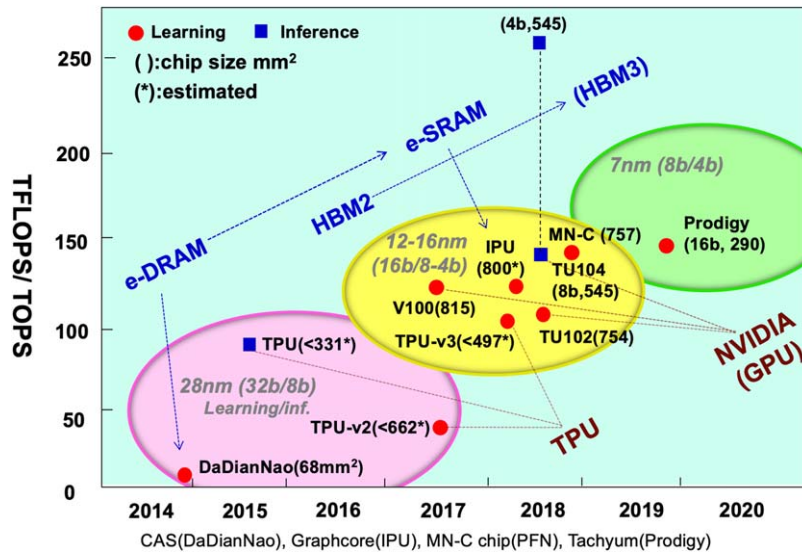 Learning
Inference
( ):chip size mm²
(*):estimated
TFLOPS/ TOPS
250
200
150
100
50
0
(4b,545)
(HBM3)
e-SRAM
HBM2
e-DRAM
7nm (8b/4b)
12-16nm
(16b/8-4b)
IPU
(800*)
MN-C (757)
TU104
(8b,545)
Prodigy
(16b, 290)
V100(815)
TPU-v3(<497*)
TU102(754)
NVIDIA
(GPU)
TPU(<331*)
28nm (32b/8b)
Learning/inf.
TPU-v2(<662*)
TPU
DaDianNao(68mm²)
2014 2015 2016 2017 2018 2019 2020
CAS(DaDianNao), Graphcore(IPU), MN-C chip(PFN), Tachyum(Prodigy)